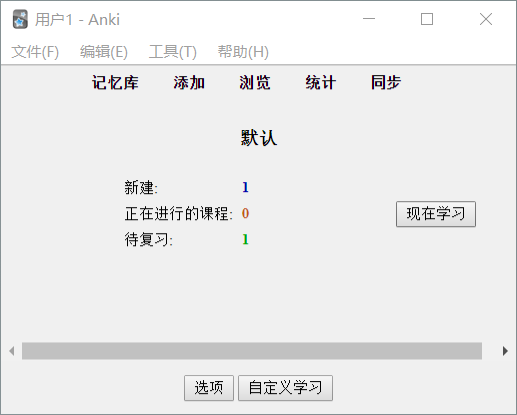 用户1 - Anki
文件(F) 编辑(E) 工具(T) 帮助(H)
记忆库 添加 浏览 统计 同步
默认
新建: 1
正在进行的课程: 0
现在学习
待复习: 1
选项 自定义学习